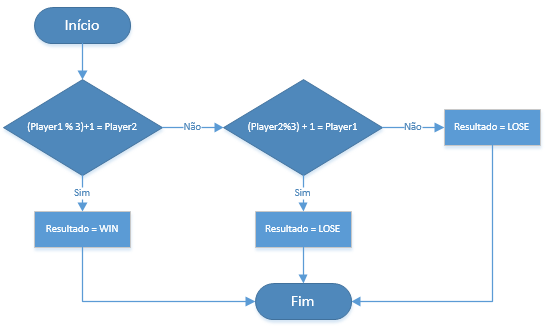 Início
(Player1 % 3)+1 = Player2
Não
(Player2%3) + 1 = Player1
Não
Resultado = LOSE
Sim
Sim
Resultado = WIN
Resultado = LOSE
Fim